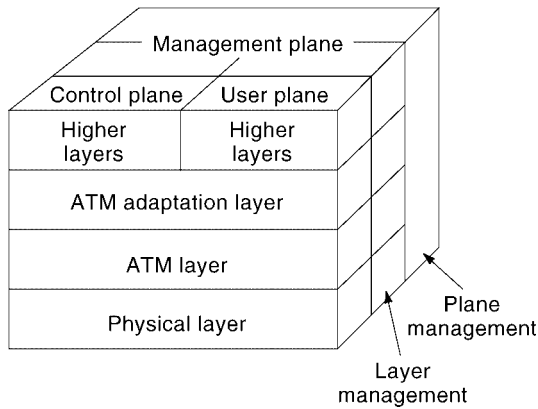 Management plane
Control plane
User plane
Higher
layers
Higher
layers
ATM adaptation layer
ATM layer
Physical layer
Plane
management
Layer
management